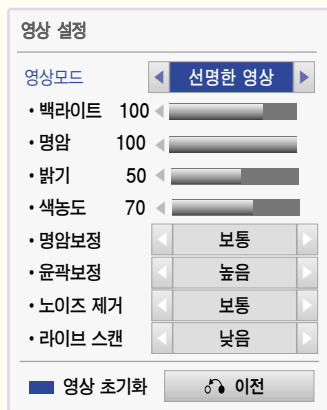 영상 설정
영상모드 선명한 영상
• 백라이트 100
• 명암 100
• 밝기 50
• 색농도 70
• 명암보정 보통
• 윤곽보정 높음
• 노이즈 제거 보통
• 라이브 스캔 낮음
영상 초기화 이전